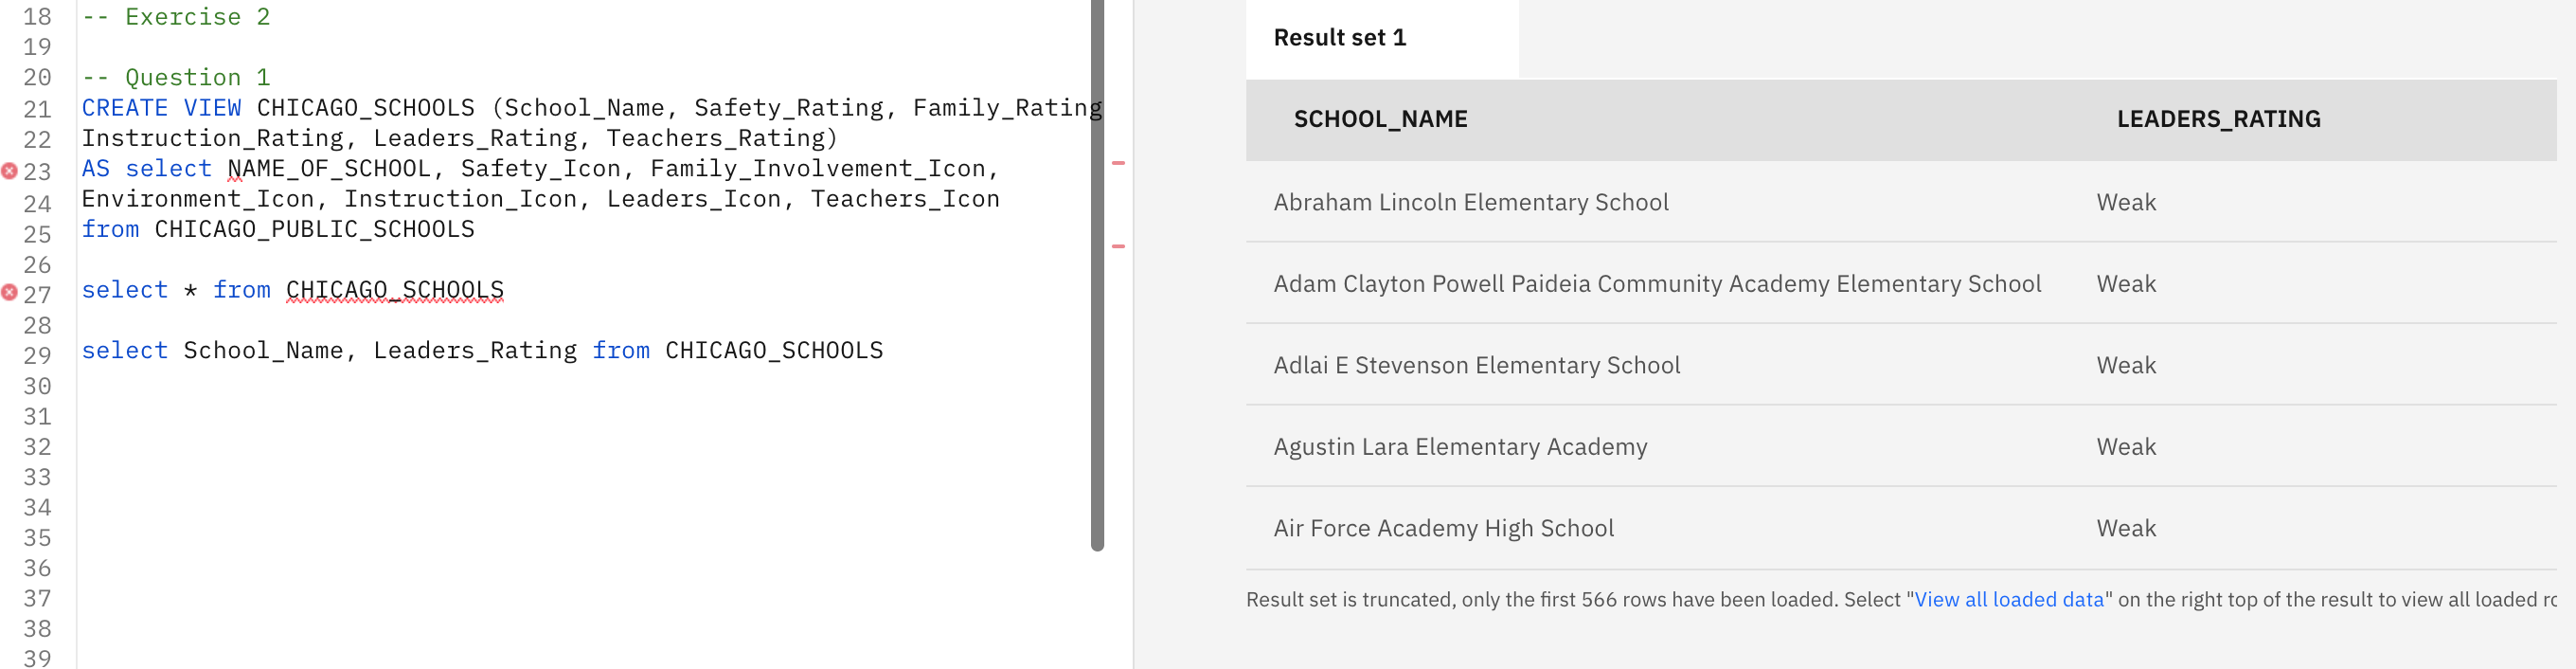 18 -- Exercise 2
19
20 -- Question 1
21 CREATE VIEW CHICAGO_SCHOOLS (School_Name, Safety_Rating, Family_Rating
22 Instruction_Rating, Leaders_Rating, Teachers_Rating)
23 AS select NAME_OF_SCHOOL, Safety_Icon, Family_Involvement_Icon,
24 Environment_Icon, Instruction_Icon, Leaders_Icon, Teachers_Icon
25 from CHICAGO_PUBLIC_SCHOOLS
26
27 select * from CHICAGO_SCHOOLS
28
29 select School_Name, Leaders_Rating from CHICAGO_SCHOOLS
30
31
32
33
34
35
36
37
38
39
Result set 1
SCHOOL_NAME LEADERS_RATING
Abraham Lincoln Elementary School Weak
Adam Clayton Powell Paideia Community Academy Elementary School Weak
Adlai E Stevenson Elementary School Weak
Agustin Lara Elementary Academy Weak
Air Force Academy High School Weak
Result set is truncated, only the first 566 rows have been loaded. Select "View all loaded data" on the right top of the result to view all loaded